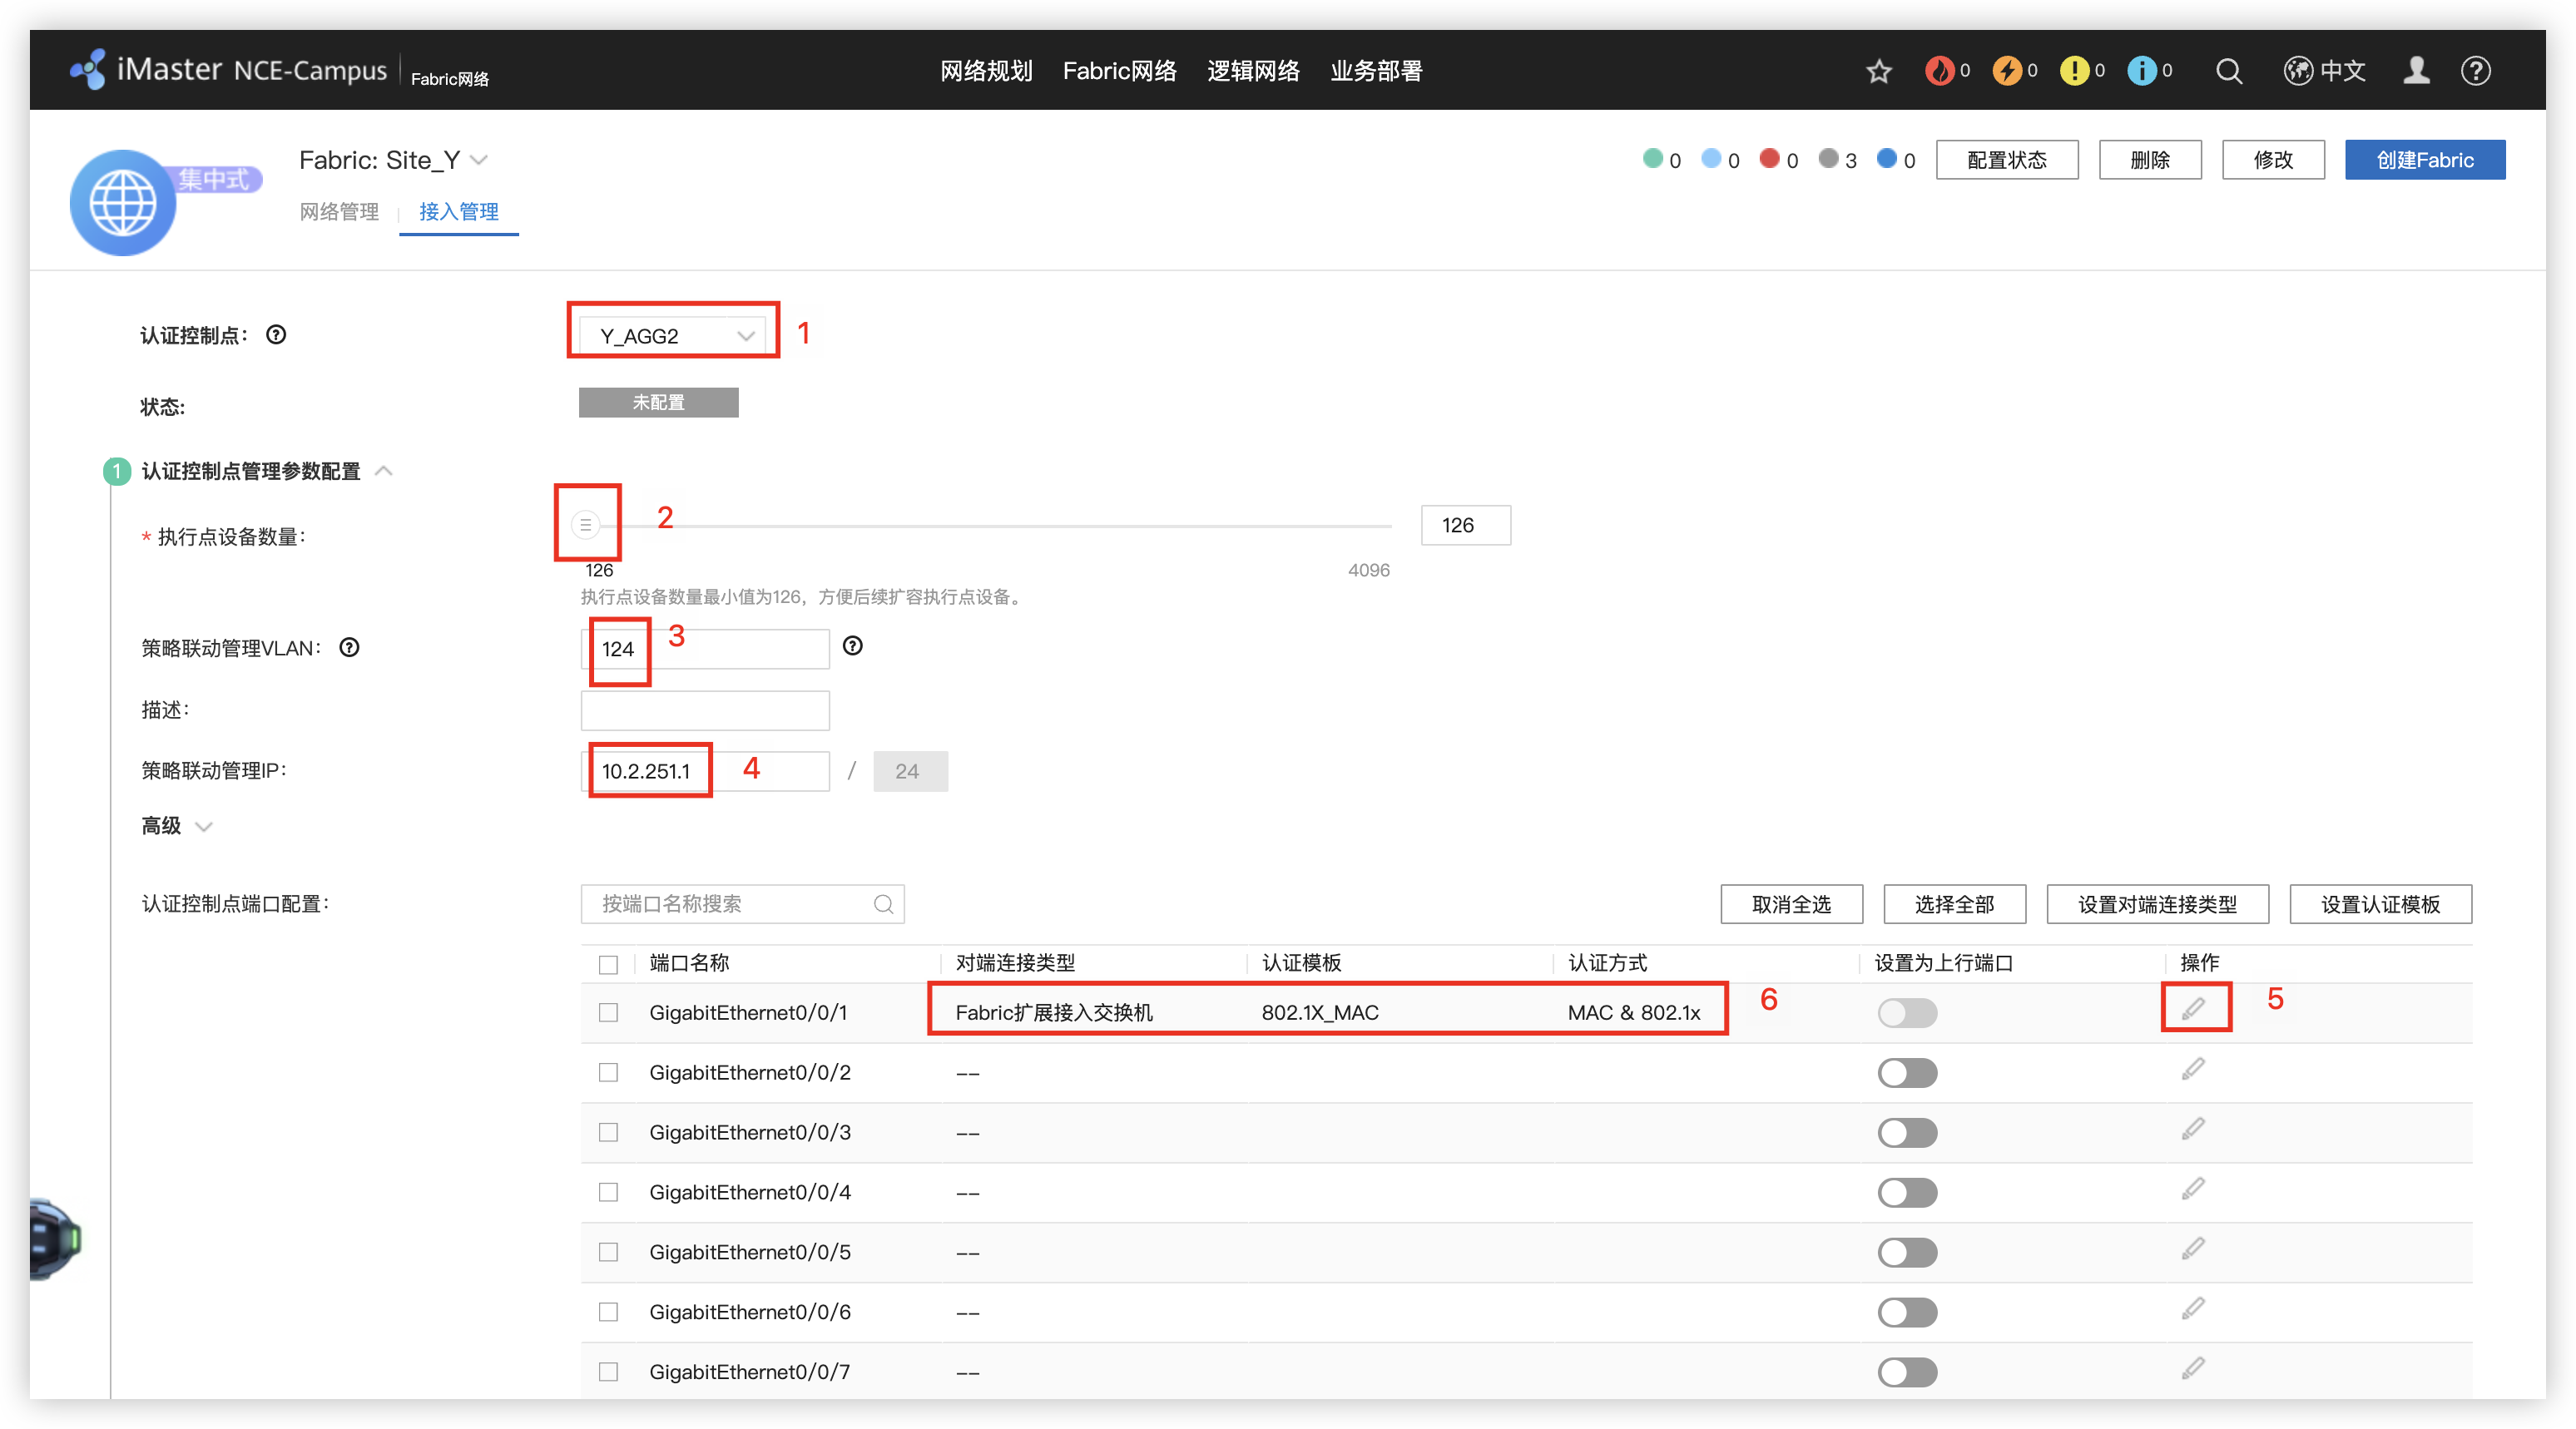 iMaster NCE-Campus Fabric网络 网络规划 Fabric网络 逻辑网络 业务部署 0 0 0 0 中文
集中式 Fabric: Site_Y 0 0 0 3 0 配置状态 删除 修改 创建Fabric
网络管理 接入管理
认证控制点： Y_AGG2 1
状态: 未配置
1 认证控制点管理参数配置
* 执行点设备数量： 2 126
126 4096
执行点设备数量最小值为126，方便后续扩容执行点设备。
策略联动管理VLAN： 124 3
描述：
策略联动管理IP： 10.2.251.1 4 / 24
高级
认证控制点端口配置： 按端口名称搜索 取消全选 选择全部 设置对端连接类型 设置认证模板
端口名称 对端连接类型 认证模板 认证方式 设置为上行端口 操作
GigabitEthernet0/0/1 Fabric扩展接入交换机 802.1X_MAC MAC & 802.1x 6 5
GigabitEthernet0/0/2 --
GigabitEthernet0/0/3 --
GigabitEthernet0/0/4 --
GigabitEthernet0/0/5 --
GigabitEthernet0/0/6 --
GigabitEthernet0/0/7 --